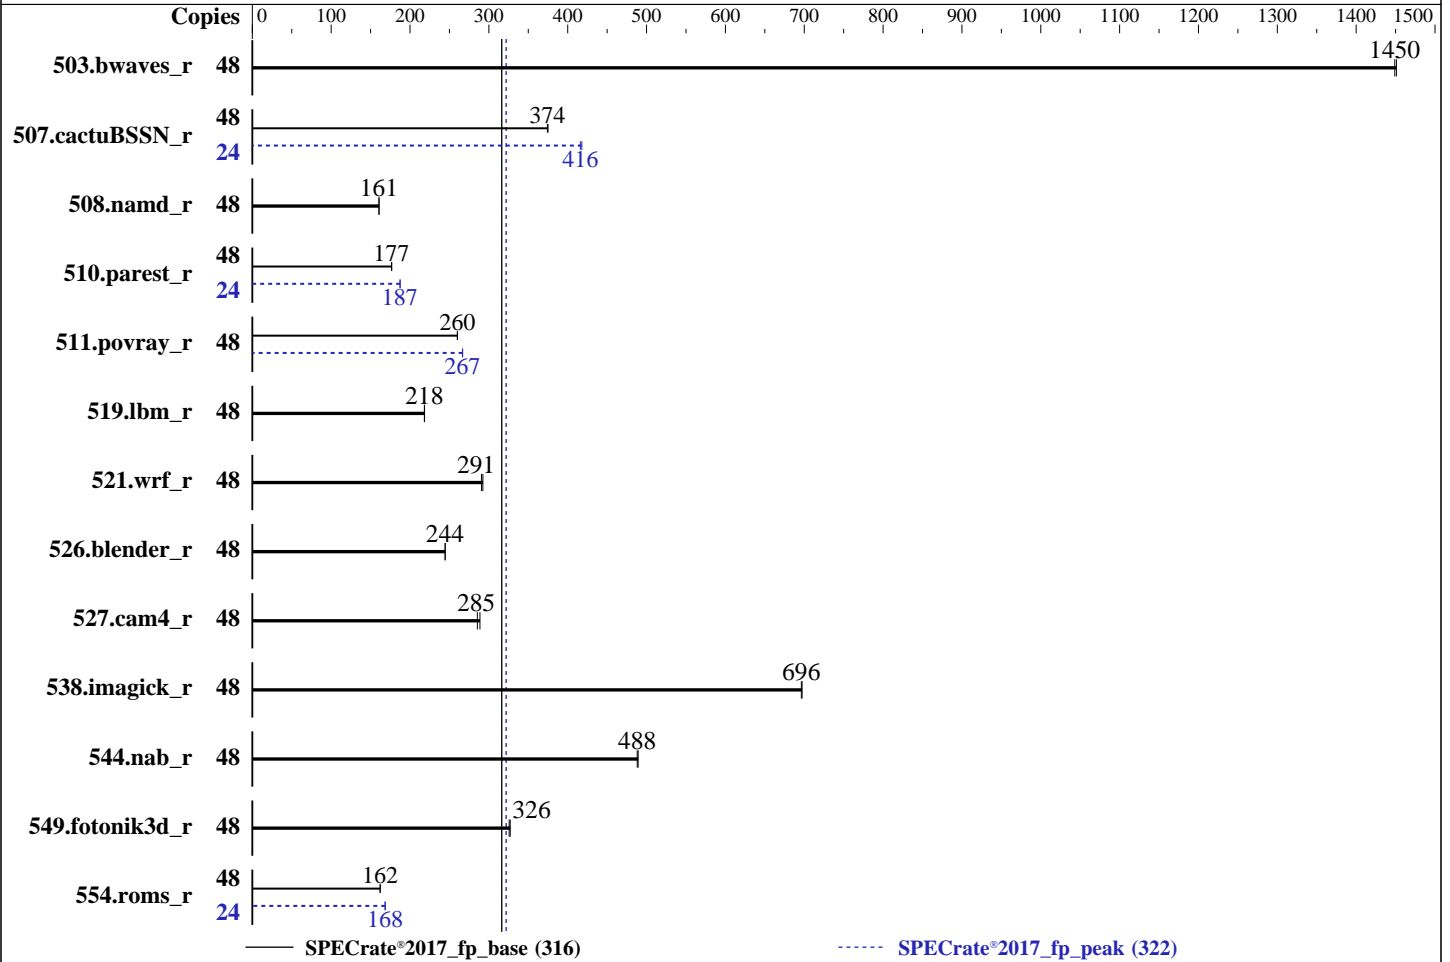 Copies 0 100 200 300 400 500 600 700 800 900 1000 1100 1200 1300 1400 1500
503.bwaves_r 48 1450
507.cactuBSSN_r 48 374
24 416
508.namd_r 48 161
510.parest_r 48 177
24 187
511.povray_r 48 260
267
519.lbm_r 48 218
521.wrf_r 48 291
526.blender_r 48 244
527.cam4_r 48 285
538.imagick_r 48 696
544.nab_r 48 488
549.fotonik3d_r 48 326
554.roms_r 48 162
24 168
SPECrate®2017_fp_base (316) SPECrate®2017_fp_peak (322)